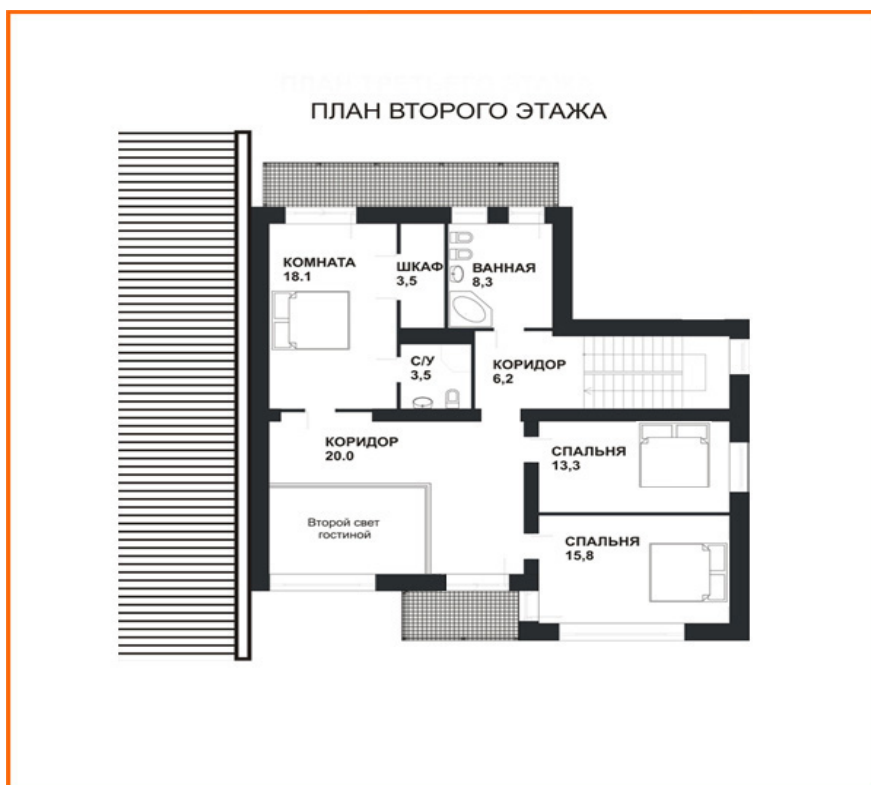 ПЛАН ВТОРОГО ЭТАЖА
КОМНАТА
18.1
ШКАФ
3,5
ВАННАЯ
8,3
С/У
3,5
КОРИДОР
6,2
КОРИДОР
20.0
СПАЛЬНЯ
13,3
Второй свет
гостиной
СПАЛЬНЯ
15,8